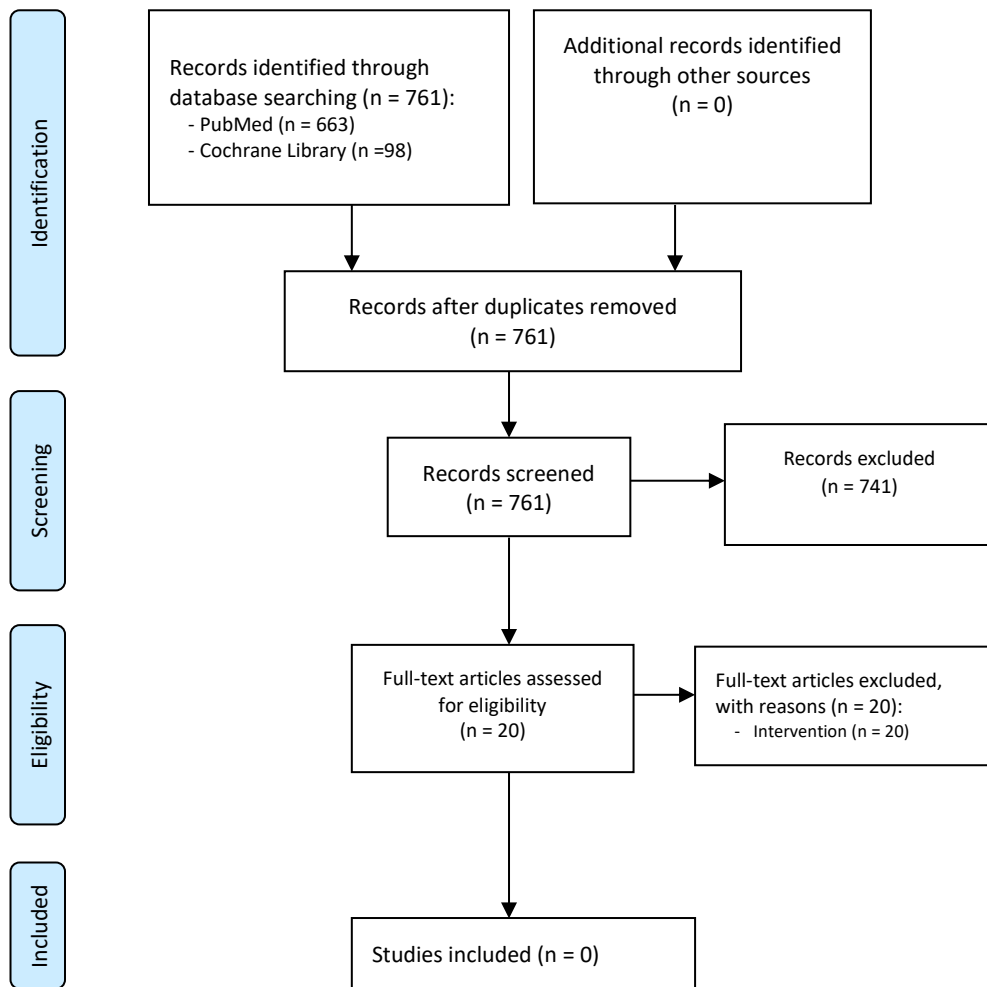 Identification
Records identified through
database searching (n = 761):
- PubMed (n = 663)
- Cochrane Library (n =98)
Additional records identified
through other sources
(n = 0)
Records after duplicates removed
(n = 761)
Screening
Records screened
(n = 761)
Records excluded
(n = 741)
Eligibility
Full-text articles assessed
for eligibility
(n = 20)
Full-text articles excluded,
with reasons (n = 20):
- Intervention (n = 20)
Included
Studies included (n = 0)